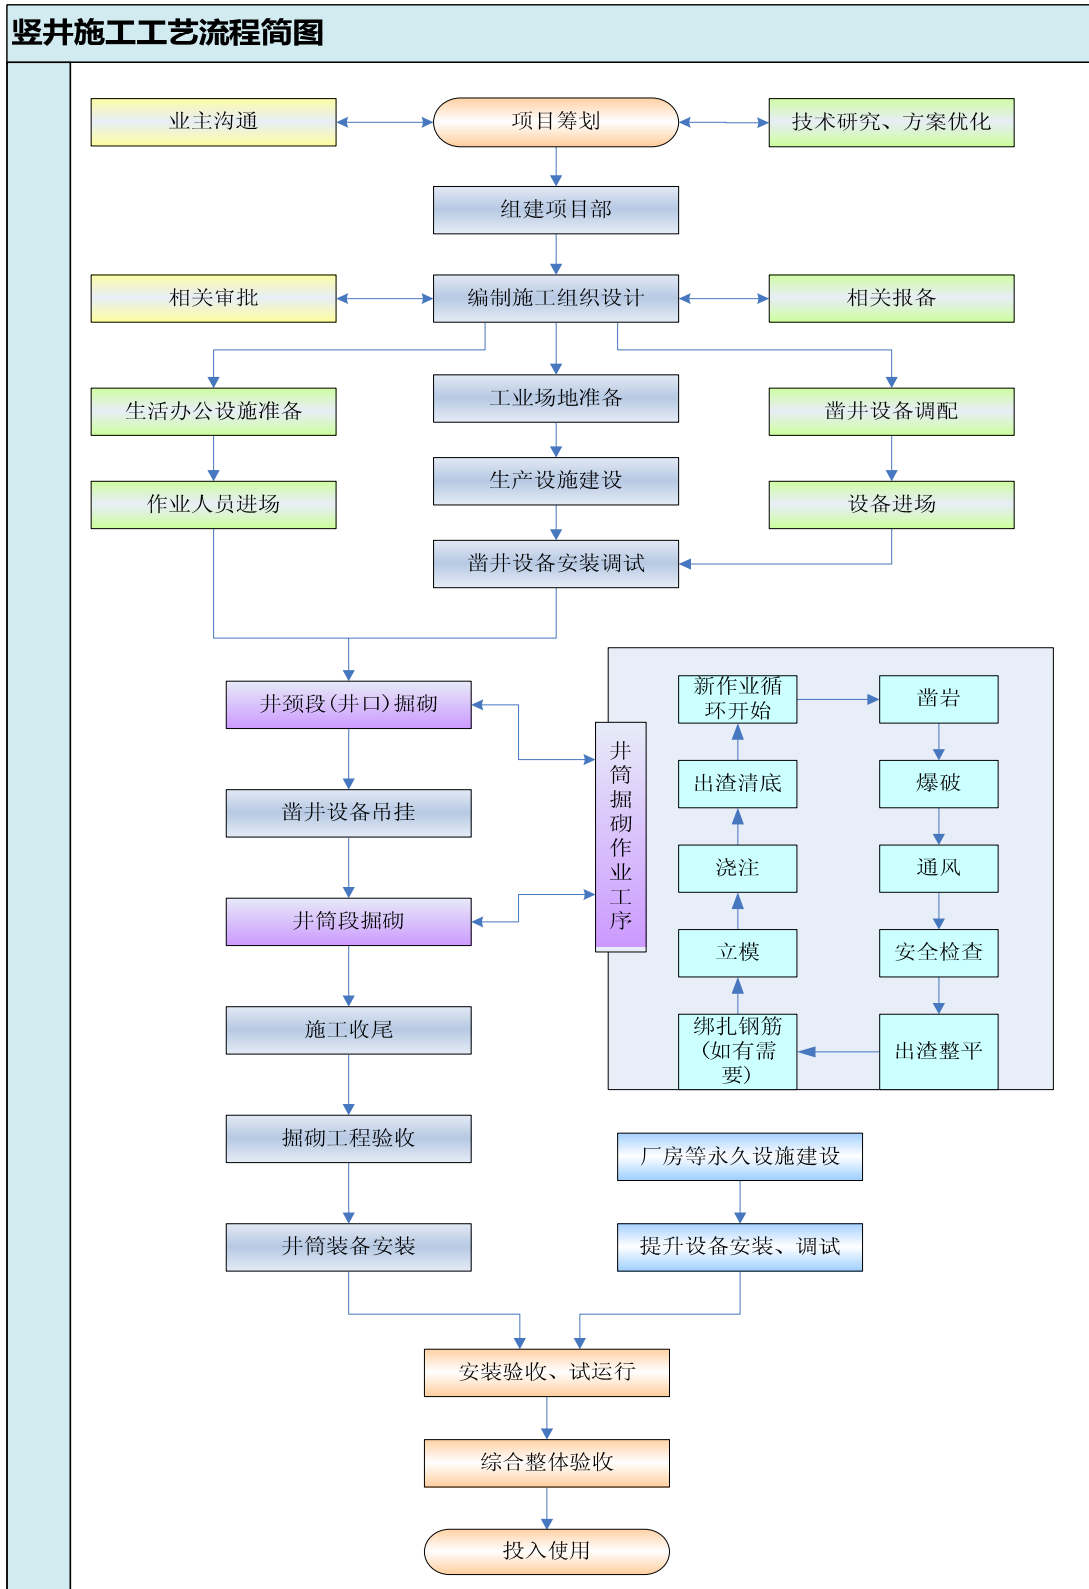 竖井施工工艺流程简图
业主沟通
项目筹划
技术研究、方案优化
组建项目部
相关审批
编制施工组织设计
相关报备
生活办公设施准备
工业场地准备
凿井设备调配
生产设施建设
作业人员进场
设备进场
凿井设备安装调试
井颈段(井口)掘砌
凿井设备吊挂
井筒段掘砌
施工收尾
掘砌工程验收
井筒装备安装
井筒掘砌作业工序
新作业循
环开始
凿岩
出渣清底
爆破
浇注
通风
立模
安全检查
绑扎钢筋
(如有需
要)
出渣整平
厂房等永久设施建设
提升设备安装、调试
安装验收、试运行
综合整体验收
投入使用